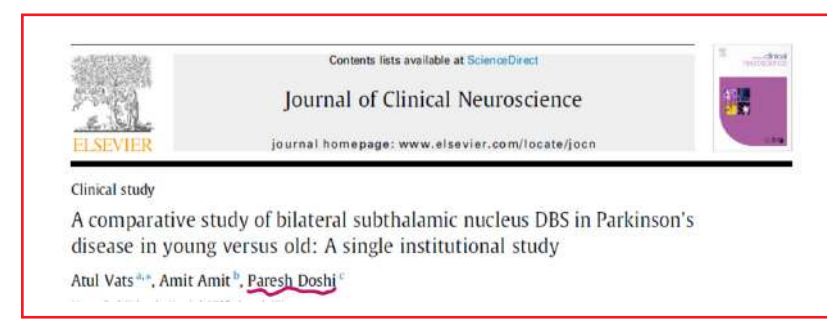 Contents lists available at ScienceDirect
Journal of Clinical Neuroscience
journal homepage: www.elsevier.com/locate/jocn
ELSEVIER
Clinical study
A comparative study of bilateral subthalamic nucleus DBS in Parkinson's
disease in young versus old: A single institutional study
Atul Vats a,*, Amit Amit b, Paresh Doshi c